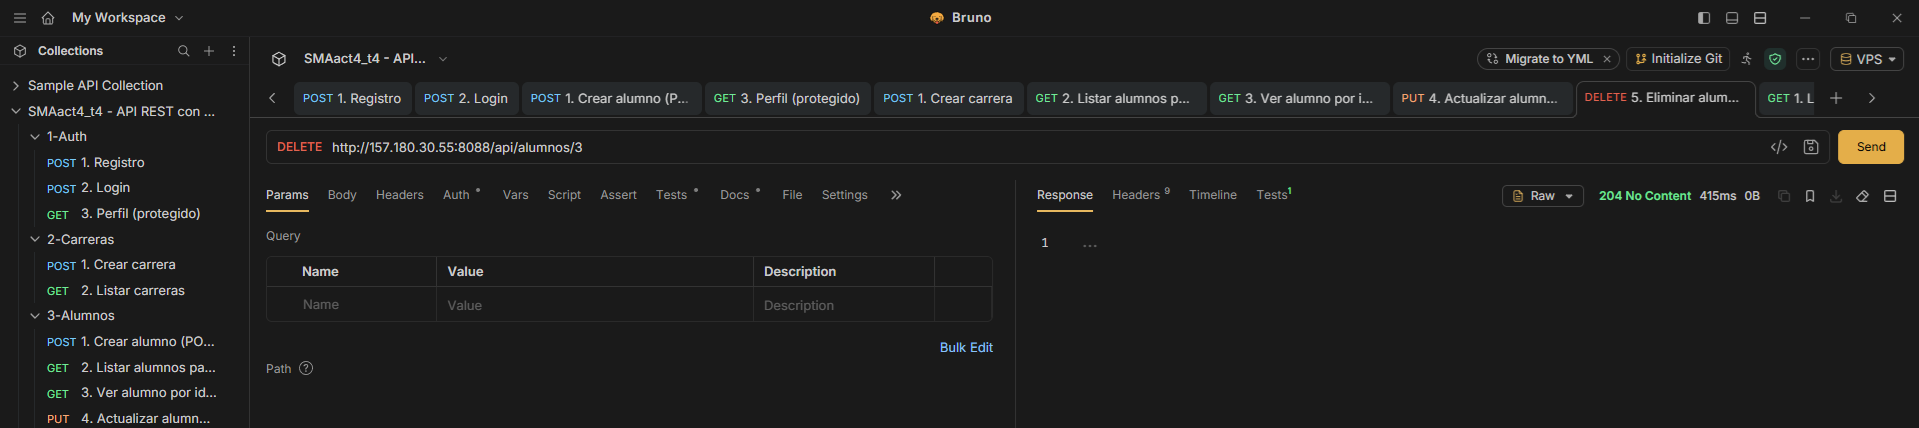 My Workspace
Bruno
Collections
SMAact4_t4 - API...
Migrate to YML
Initialize Git
VPS
Sample API Collection
SMAact4_t4 - API REST con ...
1-Auth
POST 1. Registro
POST 2. Login
GET 3. Perfil (protegido)
2-Carreras
POST 1. Crear carrera
GET 2. Listar carreras
3-Alumnos
POST 1. Crear alumno (PO...
GET 2. Listar alumnos pa...
GET 3. Ver alumno por id...
PUT 4. Actualizar alumn...
POST 1. Registro
POST 2. Login
POST 1. Crear alumno (P...
GET 3. Perfil (protegido)
POST 1. Crear carrera
GET 2. Listar alumnos p...
GET 3. Ver alumno por i...
PUT 4. Actualizar alumn...
DELETE 5. Eliminar alum...
GET 1. L
DELETE http://157.180.30.55:8088/api/alumnos/3
Send
Params Body Headers Auth Vars Script Assert Tests Docs File Settings
Query
Name Value Description
Name Value Description
Bulk Edit
Path ?
Response Headers 9 Timeline Tests 1
Raw
204 No Content 415ms 0B
1 ...